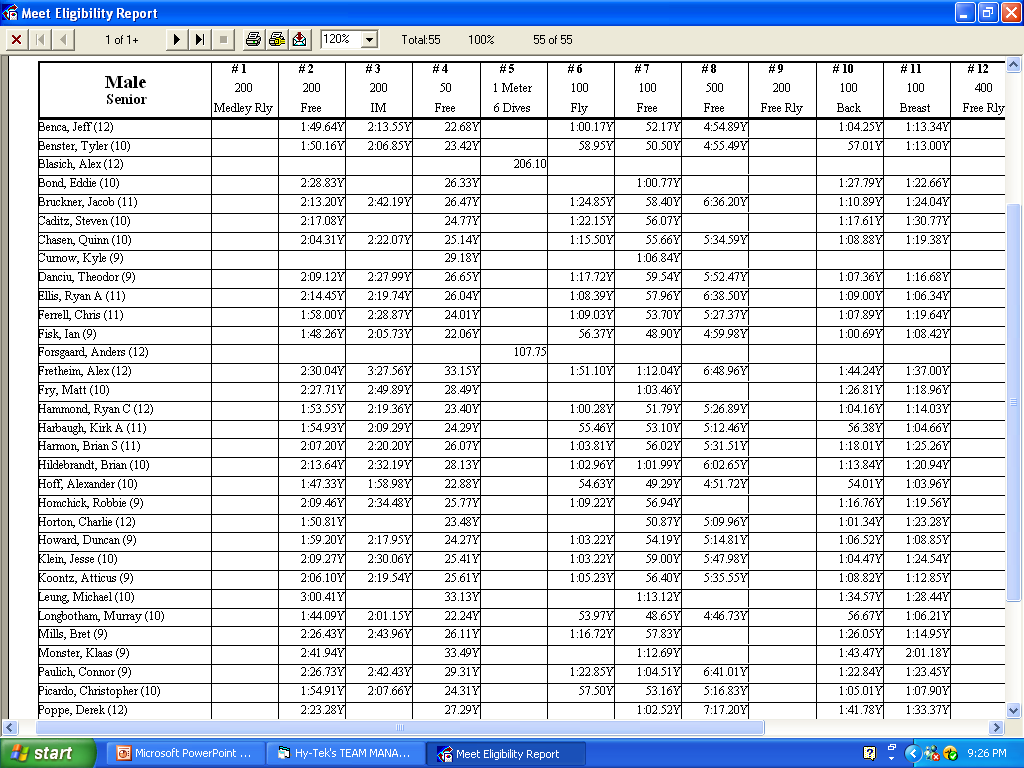 Meet Eligibility Report
1 of 1+ 120% Total:55 100% 55 of 55
Male Senior
# 1 # 2 # 3 # 4 # 5 # 6 # 7 # 8 # 9 # 10 # 11 # 12
200 200 200 50 1 Meter 100 100 500 200 100 100 400
Medley Rly Free IM Free 6 Dives Fly Free Free Free Rly Back Breast Free Rly
Benca, Jeff (12) 1:49.64Y 2:13.55Y 22.68Y 1:00.17Y 52.17Y 4:54.89Y 1:04.25Y 1:13.34Y
Benster, Tyler (10) 1:50.16Y 2:06.85Y 23.42Y 58.95Y 50.50Y 4:55.49Y 57.01Y 1:13.00Y
Blasich, Alex (12) 206.10
Bond, Eddie (10) 2:28.83Y 26.33Y 1:00.77Y 1:27.79Y 1:22.66Y
Bruckner, Jacob (11) 2:13.20Y 2:42.19Y 26.47Y 1:24.85Y 58.40Y 6:36.20Y 1:10.89Y 1:24.04Y
Caditz, Steven (10) 2:17.08Y 24.77Y 1:22.15Y 56.07Y 1:17.61Y 1:30.77Y
Chasen, Quinn (10) 2:04.31Y 2:22.07Y 25.14Y 1:15.50Y 55.66Y 5:34.59Y 1:08.88Y 1:19.38Y
Curnow, Kyle (9) 29.18Y 1:06.84Y
Danciu, Theodor (9) 2:09.12Y 2:27.99Y 26.65Y 1:17.72Y 59.54Y 5:52.47Y 1:07.36Y 1:16.68Y
Ellis, Ryan A (11) 2:14.45Y 2:19.74Y 26.04Y 1:08.39Y 57.96Y 6:38.50Y 1:09.00Y 1:06.34Y
Ferrell, Chris (11) 1:58.00Y 2:28.87Y 24.01Y 1:09.03Y 53.70Y 5:27.37Y 1:07.89Y 1:19.64Y
Fisk, Ian (9) 1:48.26Y 2:05.73Y 22.06Y 56.37Y 48.90Y 4:59.98Y 1:00.69Y 1:08.42Y
Forsgaard, Anders (12) 107.75
Fretheim, Alex (12) 2:30.04Y 3:27.56Y 33.15Y 1:51.10Y 1:12.04Y 6:48.96Y 1:44.24Y 1:37.00Y
Fry, Matt (10) 2:27.71Y 2:49.89Y 28.49Y 1:03.46Y 1:26.81Y 1:18.96Y
Hammond, Ryan C (12) 1:53.55Y 2:19.36Y 23.40Y 1:00.28Y 51.79Y 5:26.89Y 1:04.16Y 1:14.03Y
Harbaugh, Kirk A (11) 1:54.93Y 2:09.29Y 24.29Y 55.46Y 53.10Y 5:12.46Y 56.38Y 1:04.66Y
Harmon, Brian S (11) 2:07.20Y 2:20.20Y 26.07Y 1:03.81Y 56.02Y 5:31.51Y 1:18.01Y 1:25.26Y
Hildebrandt, Brian (10) 2:13.64Y 2:32.19Y 28.13Y 1:02.96Y 1:01.99Y 6:02.65Y 1:13.84Y 1:20.94Y
Hoff, Alexander (10) 1:47.33Y 1:58.98Y 22.88Y 54.63Y 49.29Y 4:51.72Y 54.01Y 1:03.96Y
Homchick, Robbie (9) 2:09.46Y 2:34.48Y 25.77Y 1:09.22Y 56.94Y 1:16.76Y 1:19.56Y
Horton, Charlie (12) 1:50.81Y 23.48Y 50.87Y 5:09.96Y 1:01.34Y 1:23.28Y
Howard, Duncan (9) 1:59.20Y 2:17.95Y 24.27Y 1:03.22Y 54.19Y 5:14.81Y 1:06.52Y 1:08.85Y
Klein, Jesse (10) 2:09.27Y 2:30.06Y 25.41Y 1:03.22Y 59.00Y 5:47.98Y 1:04.47Y 1:24.54Y
Koontz, Atticus (9) 2:06.10Y 2:19.54Y 25.61Y 1:05.23Y 56.40Y 5:35.55Y 1:08.82Y 1:12.85Y
Leung, Michael (10) 3:00.41Y 33.13Y 1:13.12Y 1:34.57Y 1:28.44Y
Longbotham, Murray (10) 1:44.09Y 2:01.15Y 22.24Y 53.97Y 48.65Y 4:46.73Y 56.67Y 1:06.21Y
Mills, Bret (9) 2:26.43Y 2:43.96Y 26.11Y 1:16.72Y 57.83Y 1:26.05Y 1:14.95Y
Monster, Klaas (9) 2:41.94Y 33.49Y 1:12.69Y 1:43.47Y 2:01.18Y
Paulich, Connor (9) 2:26.73Y 2:42.43Y 29.31Y 1:22.85Y 1:04.51Y 6:41.01Y 1:22.84Y 1:23.45Y
Picardo, Christopher (10) 1:54.91Y 2:07.66Y 24.31Y 57.50Y 53.16Y 5:16.83Y 1:05.01Y 1:07.90Y
Poppe, Derek (12) 2:23.28Y 27.29Y 1:02.52Y 7:17.20Y 1:41.78Y 1:33.37Y
start Microsoft PowerPoint ... Hy-Tek's TEAM MANA... Meet Eligibility Report 9:26 PM